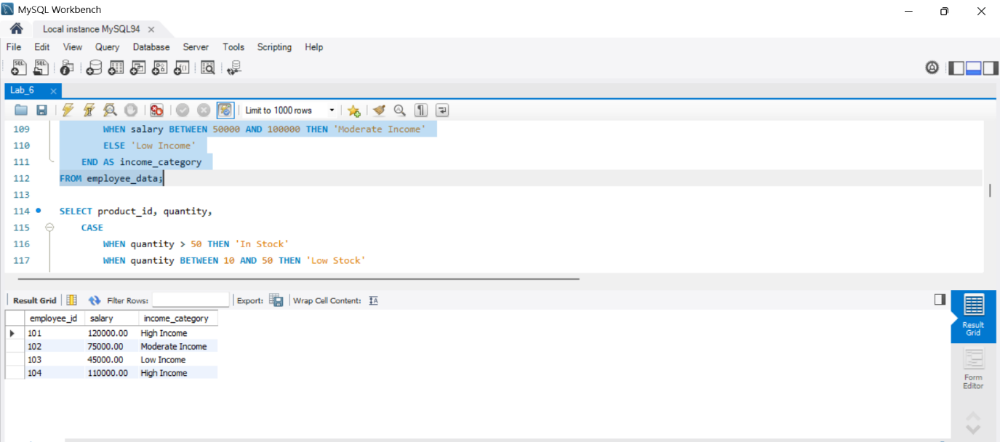 MySQL Workbench
Local instance MySQL94
File Edit View Query Database Server Tools Scripting Help
Lab_6
Limit to 1000 rows
109 WHEN salary BETWEEN 50000 AND 100000 THEN 'Moderate Income'
110 ELSE 'Low Income'
111 END AS income_category
112 FROM employee_data;
113
114 SELECT product_id, quantity,
115 CASE
116 WHEN quantity > 50 THEN 'In Stock'
117 WHEN quantity BETWEEN 10 AND 50 THEN 'Low Stock'
Result Grid Filter Rows: Export: Wrap Cell Content:
employee_id salary income_category
101 120000.00 High Income
102 75000.00 Moderate Income
103 45000.00 Low Income
104 110000.00 High Income
Result
Grid
Form
Editor